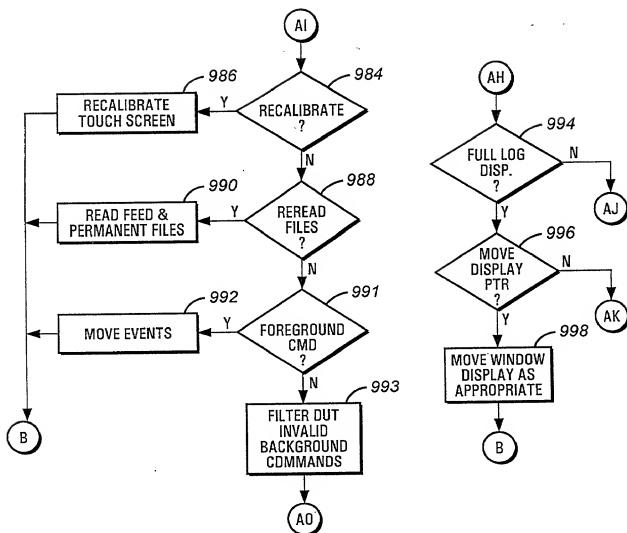 AI
986
984
RECALIBRATE
TOUCH SCREEN
Y
RECALIBRATE
?
N
990
988
READ FEED &
PERMANENT FILES
Y
REREAD
FILES
?
N
992
991
MOVE EVENTS
Y
FOREGROUND
CMD
?
N
993
FILTER DUT
INVALID
BACKGROUND
COMMANDS
B
AO
AH
994
FULL LOG
DISP.
?
N
AJ
Y
996
MOVE
DISPLAY
PTR
?
N
AK
Y
998
MOVE WINDOW
DISPLAY AS
APPROPRIATE
B